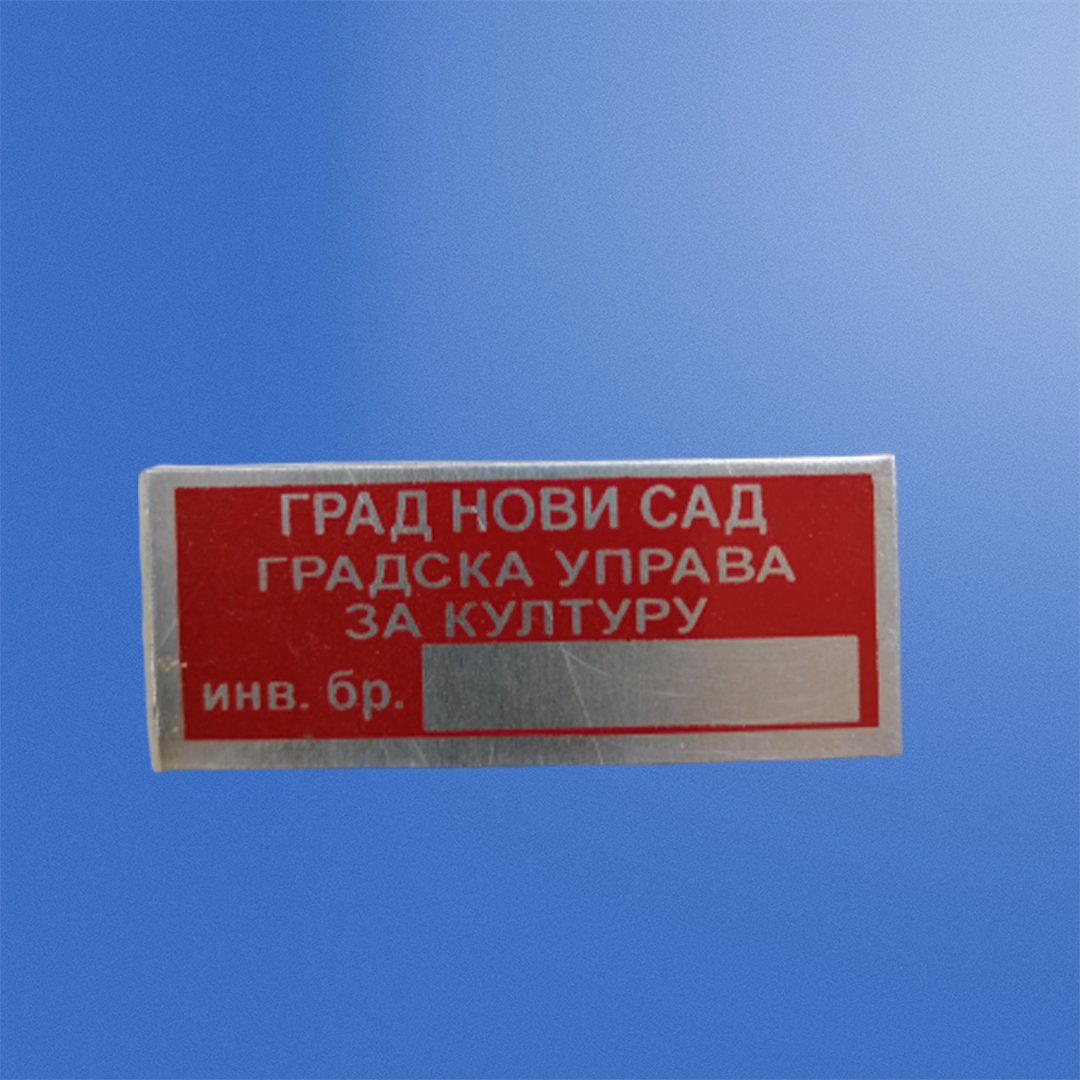 ГРАД НОВИ САД
ГРАДСКА УПРАВА
ЗА КУЛТУРУ
инв. бр.